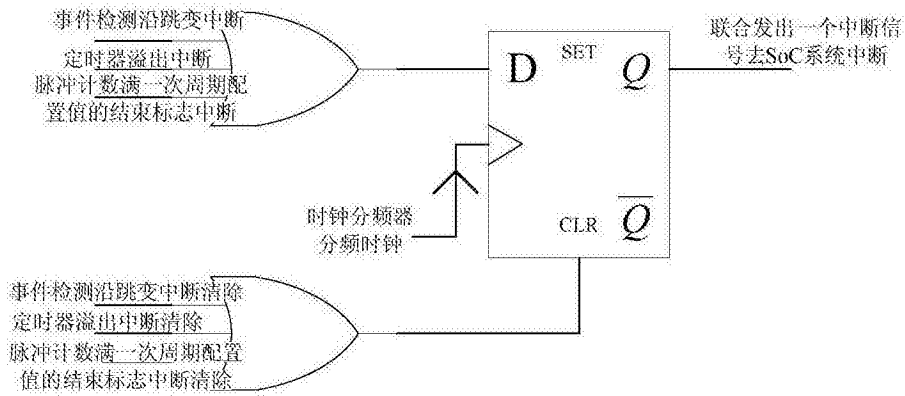 事件检测沿跳变中断
定时器溢出中断
脉冲计数满一次周期配
置值的结束标志中断
D
SET
Q
联合发出一个中断信
号去SoC系统中断
时钟分频器
分频时钟
CLR
Q
事件检测沿跳变中断清除
定时器溢出中断清除
脉冲计数满一次周期配置
值的结束标志中断清除